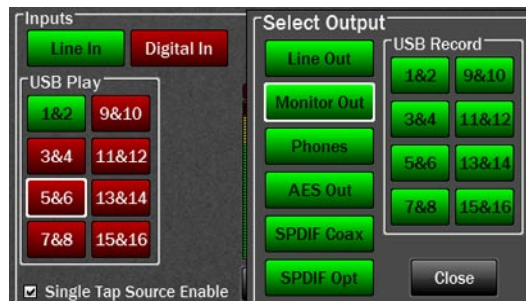 Inputs
Line In
Digital In
USB Play
1&2
9&10
3&4
11&12
5&6
13&14
7&8
15&16
Single Tap Source Enable
Select Output
Line Out
Monitor Out
Phones
AES Out
SPDIF Coax
SPDIF Opt
USB Record
1&2
9&10
3&4
11&12
5&6
13&14
7&8
15&16
Close